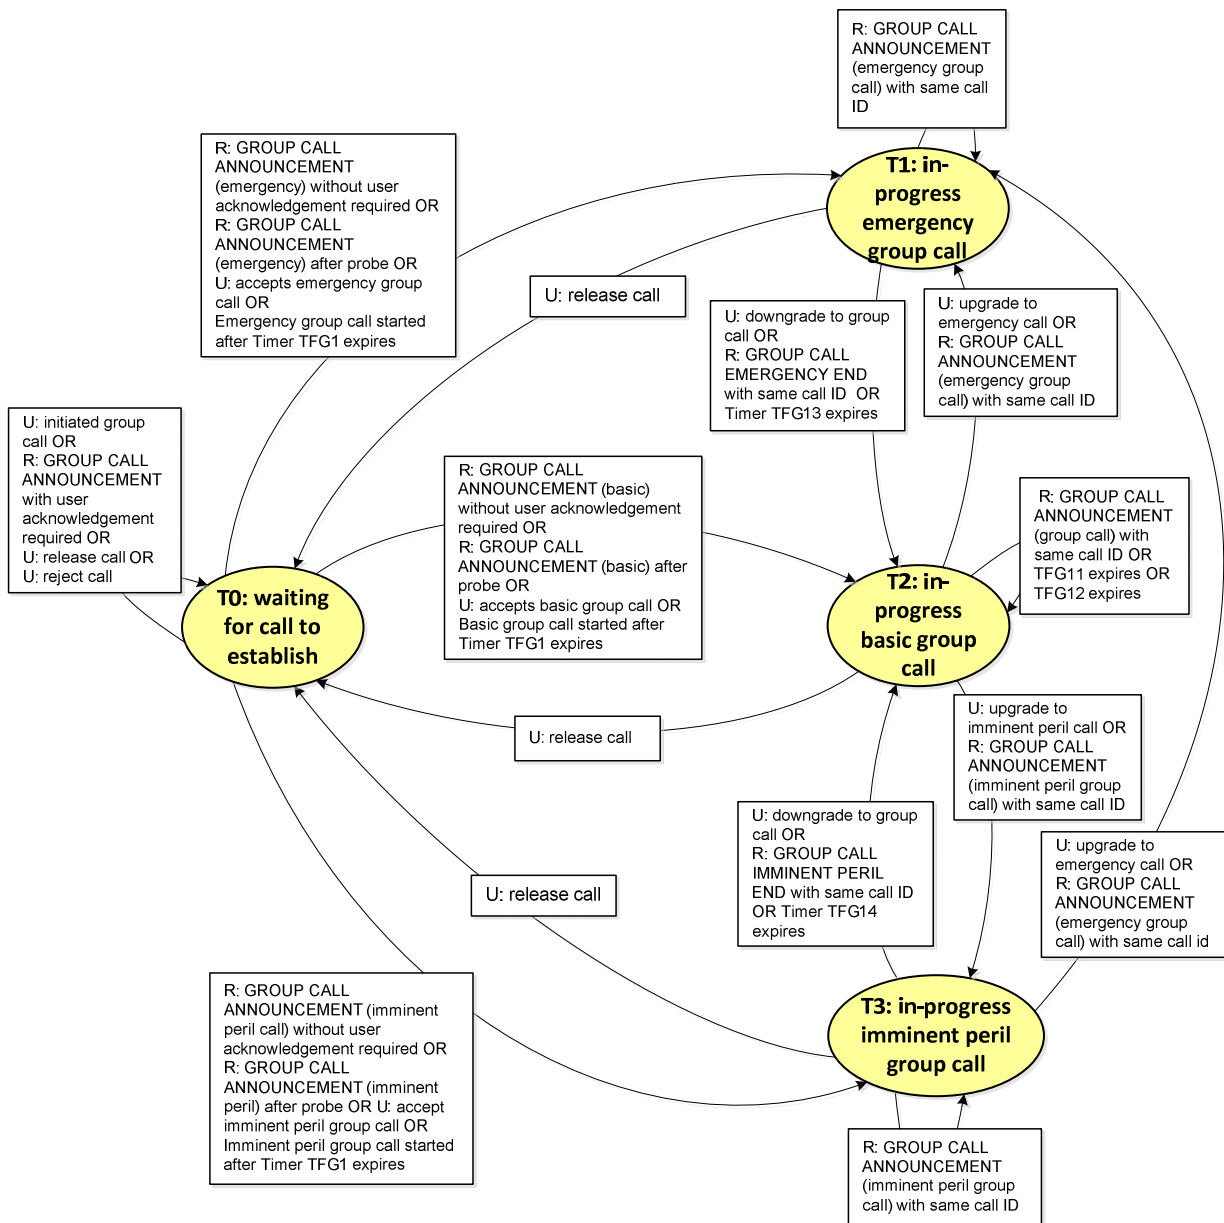 R: GROUP CALL
ANNOUNCEMENT
(emergency group
call) with same call
ID
R: GROUP CALL
ANNOUNCEMENT
(emergency) without user
acknowledgement required OR
R: GROUP CALL
ANNOUNCEMENT
(emergency) after probe OR
U: accepts emergency group
call OR
Emergency group call started
after Timer TFG1 expires
T1: in-
progress
emergency
group call
U: release call
U: downgrade to group
call OR
R: GROUP CALL
EMERGENCY END
with same call ID OR
Timer TFG13 expires
U: upgrade to
emergency call OR
R: GROUP CALL
ANNOUNCEMENT
(emergency group
call) with same call ID
U: initiated group
call OR
R: GROUP CALL
ANNOUNCEMENT
with user
acknowledgement
required OR
U: release call OR
U: reject call
R: GROUP CALL
ANNOUNCEMENT (basic)
without user acknowledgement
required OR
R: GROUP CALL
ANNOUNCEMENT (basic) after
probe OR
U: accepts basic group call OR
Basic group call started after
Timer TFG1 expires
R: GROUP CALL
ANNOUNCEMENT
(group call) with
same call ID OR
TFG11 expires OR
TFG12 expires
T0: waiting
for call to
establish
T2: in-
progress
basic group
call
U: release call
U: upgrade to
imminent peril call OR
R: GROUP CALL
ANNOUNCEMENT
(imminent peril group
call) with same call ID
U: downgrade to group
call OR
R: GROUP CALL
IMMINENT PERIL
END with same call ID
OR Timer TFG14
expires
U: upgrade to
emergency call OR
R: GROUP CALL
ANNOUNCEMENT
(emergency group
call) with same call id
U: release call
R: GROUP CALL
ANNOUNCEMENT (imminent
peril call) without user
acknowledgement required OR
R: GROUP CALL
ANNOUNCEMENT (imminent
peril) after probe OR U: accept
imminent peril group call OR
Imminent peril group call started
after Timer TFG1 expires
T3: in-progress
imminent peril
group call
R: GROUP CALL
ANNOUNCEMENT
(imminent peril group
call) with same call ID